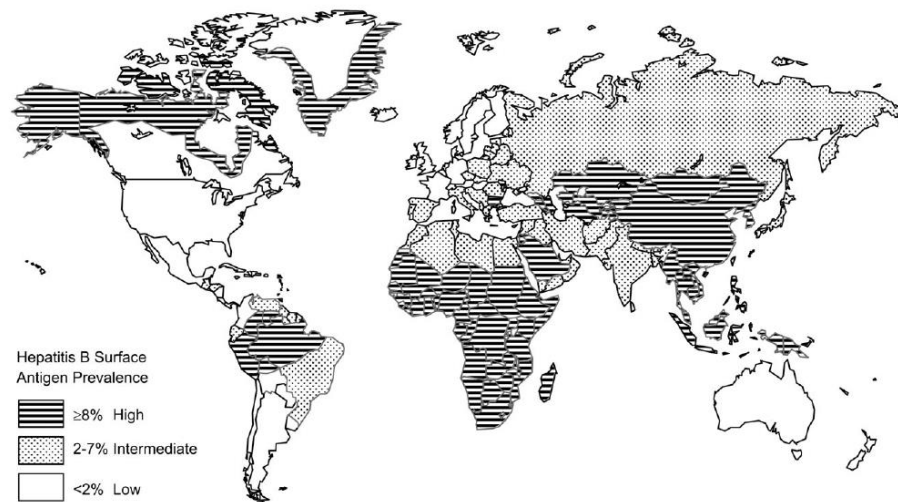 Hepatitis B Surface
Antigen Prevalence
≥8% High
2-7% Intermediate
<2% Low